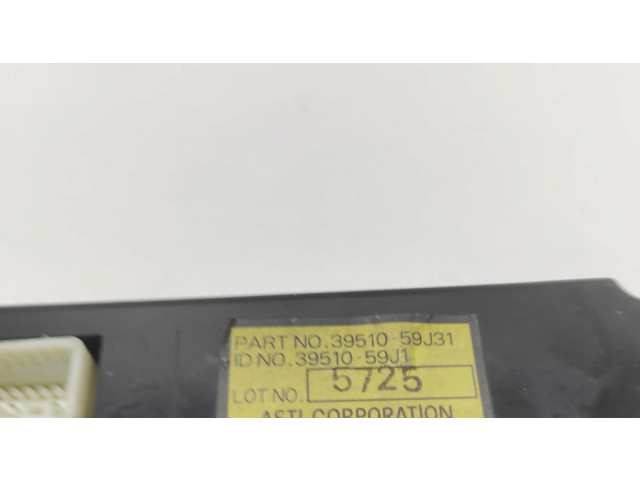 PART NO. 39510-59J31
ID NO. 39510-59J1
LOT NO. 5725
ASTI CORPORATION